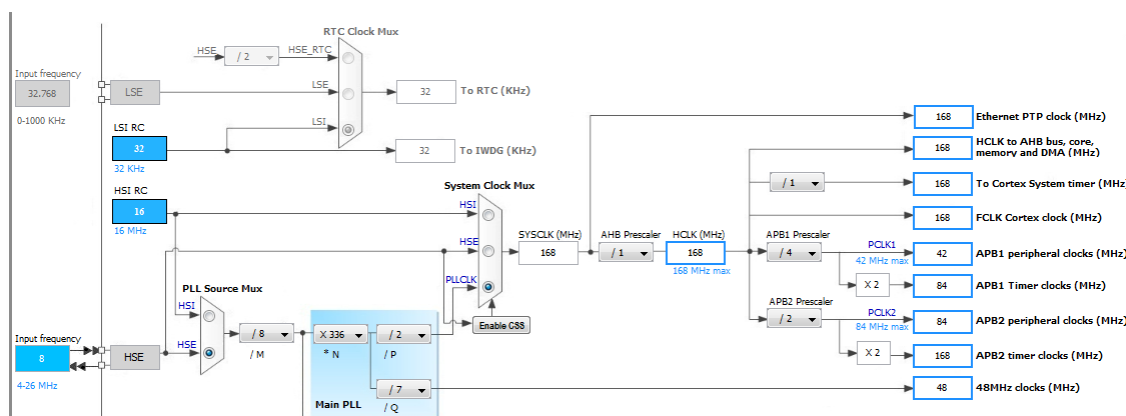 RTC Clock Mux
HSE
/ 2
HSE_RTC
Input frequency
32.768
0-1000 KHz
LSE
LSE
32
To RTC (KHz)
LSI RC
LSI
32
32 KHz
32
To IWDG (KHz)
HSI RC
16
16 MHz
System Clock Mux
HSI
HSE
PLLCLK
Enable CSS
SYSCLK (MHz)
168
AHB Prescaler
/ 1
HCLK (MHz)
168
168 MHz max
168
Ethernet PTP clock (MHz)
168
HCLK to AHB bus, core,
memory and DMA (MHz)
/ 1
168
To Cortex System timer (MHz)
168
FCLK Cortex clock (MHz)
APB1 Prescaler
/ 4
PCLK1
42 MHz max
42
APB1 peripheral clocks (MHz)
X 2
84
APB1 Timer clocks (MHz)
APB2 Prescaler
/ 2
PCLK2
84 MHz max
84
APB2 peripheral clocks (MHz)
X 2
168
APB2 timer clocks (MHz)
48
48MHz clocks (MHz)
PLL Source Mux
HSI
HSE
Input frequency
8
4-26 MHz
HSE
/ 8
/ M
X 336
* N
/ 2
/ P
/ 7
/ Q
Main PLL